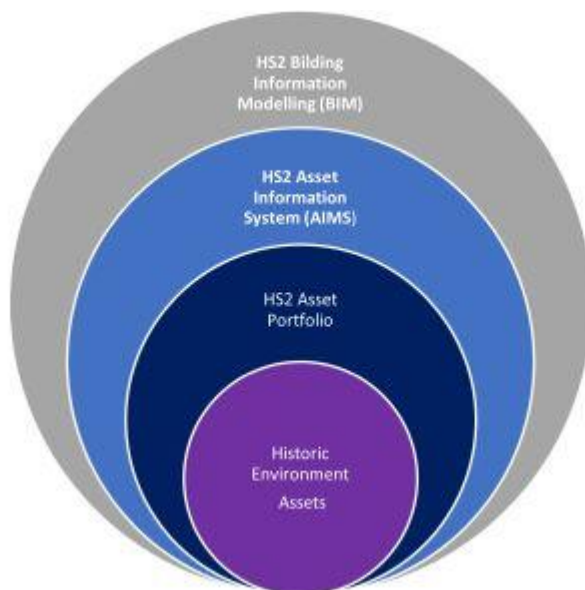 HS2 Bilding
Information
Modelling (BIM)
HS2 Asset
Information
System (AIMS)
HS2 Asset
Portfolio
Historic
Environment
Assets